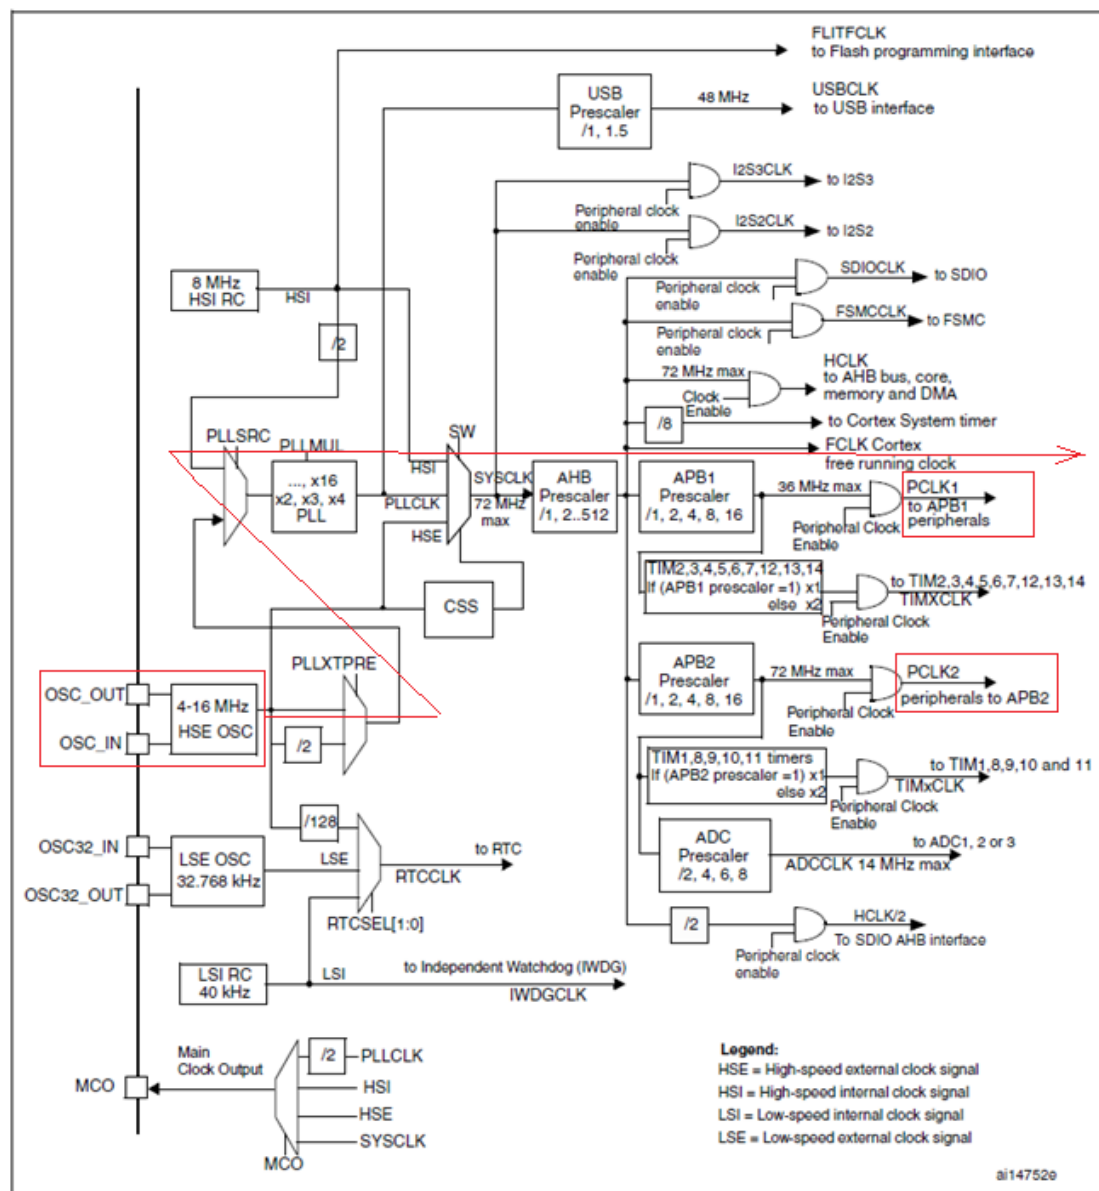 FLITFCLK
to Flash programming interface
USB
Prescaler
/1, 1.5
48 MHz
USBCLK
to USB interface
I2S3CLK
to I2S3
Peripheral clock
enable
I2S2CLK
to I2S2
Peripheral clock
enable
8 MHz
HSI RC
HSI
SDIOCLK
to SDIO
Peripheral clock
enable
FSMCCLK
to FSMC
Peripheral clock
enable
/2
HCLK
to AHB bus, core,
memory and DMA
72 MHz max
Clock
Enable
/8
to Cortex System timer
FCLK Cortex
free running clock
PLLSRC
PLLMUL
..., x16
x2, x3, x4
PLL
SW
HSI
PLLCLK
HSE
SYSCLK
72 MHz
max
AHB
Prescaler
/1, 2..512
APB1
Prescaler
/1, 2, 4, 8, 16
36 MHz max
PCLK1
to APB1
peripherals
Peripheral Clock
Enable
TIM2,3,4,5,6,7,12,13,14
If (APB1 prescaler =1) x1
else x2
to TIM2,3,4,5,6,7,12,13,14
TIMXCLK
Peripheral Clock
Enable
CSS
PLLXTPRE
OSC_OUT
OSC_IN
4-16 MHz
HSE OSC
/2
APB2
Prescaler
/1, 2, 4, 8, 16
72 MHz max
PCLK2
peripherals to APB2
Peripheral Clock
Enable
TIM1,8,9,10,11 timers
If (APB2 prescaler =1) x1
else x2
to TIM1,8,9,10 and 11
TIMxCLK
Peripheral Clock
Enable
/128
OSC32_IN
OSC32_OUT
LSE OSC
32.768 kHz
LSE
to RTC
RTCCLK
RTCSEL[1:0]
ADC
Prescaler
/2, 4, 6, 8
to ADC1, 2 or 3
ADCCLK 14 MHz max
/2
HCLK/2
To SDIO AHB interface
Peripheral clock
enable
LSI RC
40 kHz
LSI
to Independent Watchdog (IWDG)
IWDGCLK
Main
Clock Output
MCO
/2
PLLCLK
HSI
HSE
SYSCLK
MCO
Legend:
HSE = High-speed external clock signal
HSI = High-speed internal clock signal
LSI = Low-speed internal clock signal
LSE = Low-speed external clock signal
ai14752e